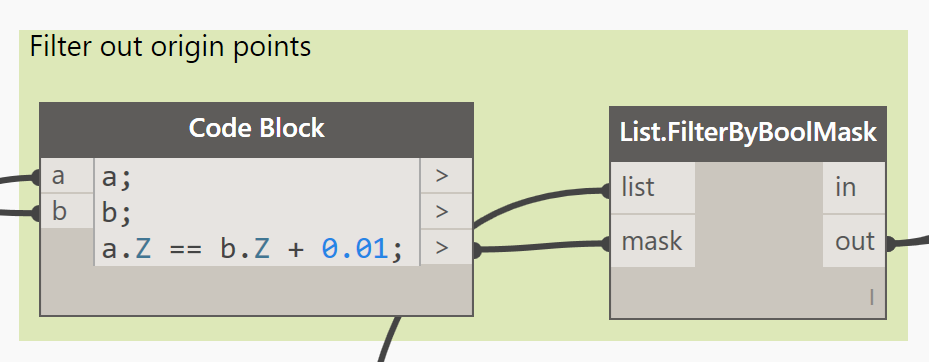 Filter out origin points
Code Block
List.FilterByBoolMask
a
a;
>
list
in
b
b;
>
a.Z == b.Z + 0.01;
>
mask
out
l